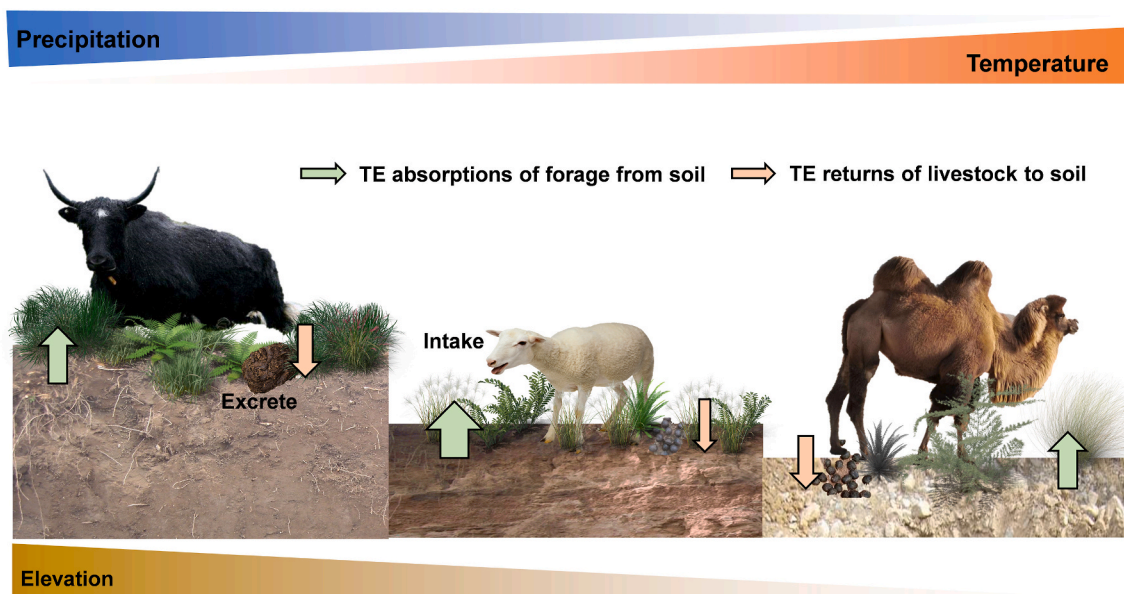 Precipitation
Temperature
TE absorptions of forage from soil
TE returns of livestock to soil
Intake
Excrete
Elevation